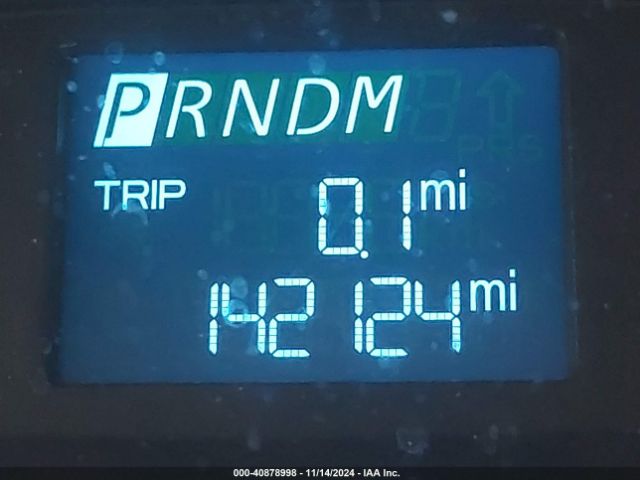 PRNDM
TRIP
0.1 mi
142124 mi
000-40878998 - 11/14/2024 - IAA Inc.